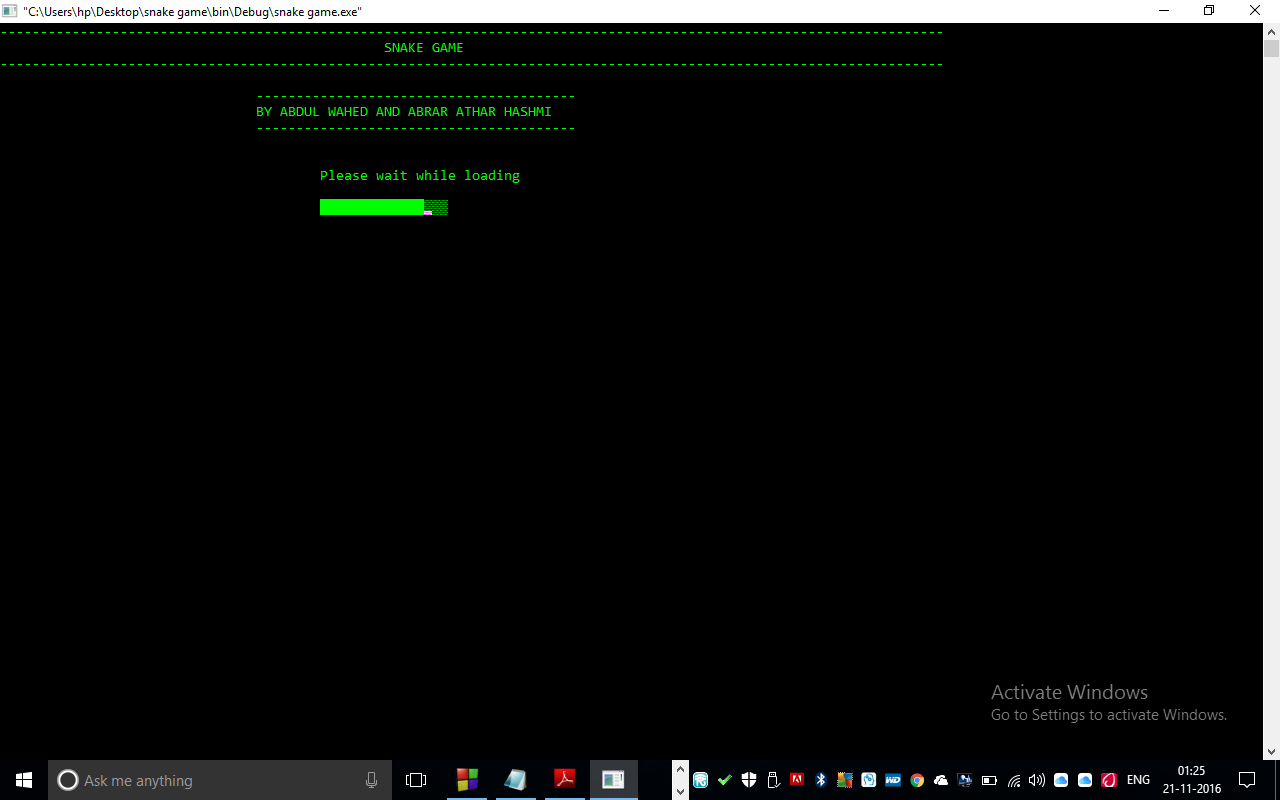 "C:\Users\hp\Desktop\snake game\bin\Debug\snake game.exe"
SNAKE GAME
BY ABDUL WAHED AND ABRAR ATHAR HASHMI
Please wait while loading
Activate Windows
Go to Settings to activate Windows.
Ask me anything
WD
ENG
01:25
21-11-2016